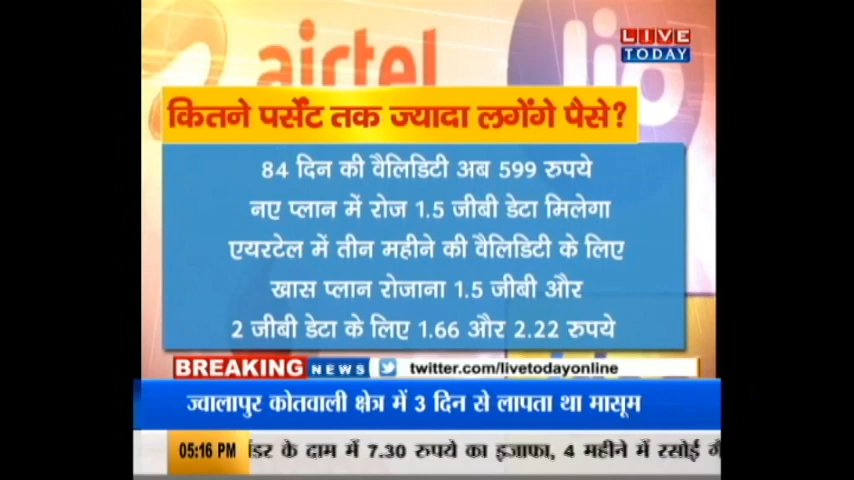 airtel
LIVE
TODAY
कितने पर्सेंट तक ज्यादा लगेंगे पैसे?
84 दिन की वैलिडिटी अब 599 रुपये
नए प्लान में रोज 1.5 जीबी डेटा मिलेगा
एयरटेल में तीन महीने की वैलिडिटी के लिए
खास प्लान रोजाना 1.5 जीबी और
2 जीबी डेटा के लिए 1.66 और 2.22 रुपये
BREAKING NEWS twitter.com/livetodayonline
ज्वालापुर कोतवाली क्षेत्र में 3 दिन से लापता था मासूम
05:16 PM के दाम में 7.30 रुपये का इजाफा, 4 महीने में रसोई